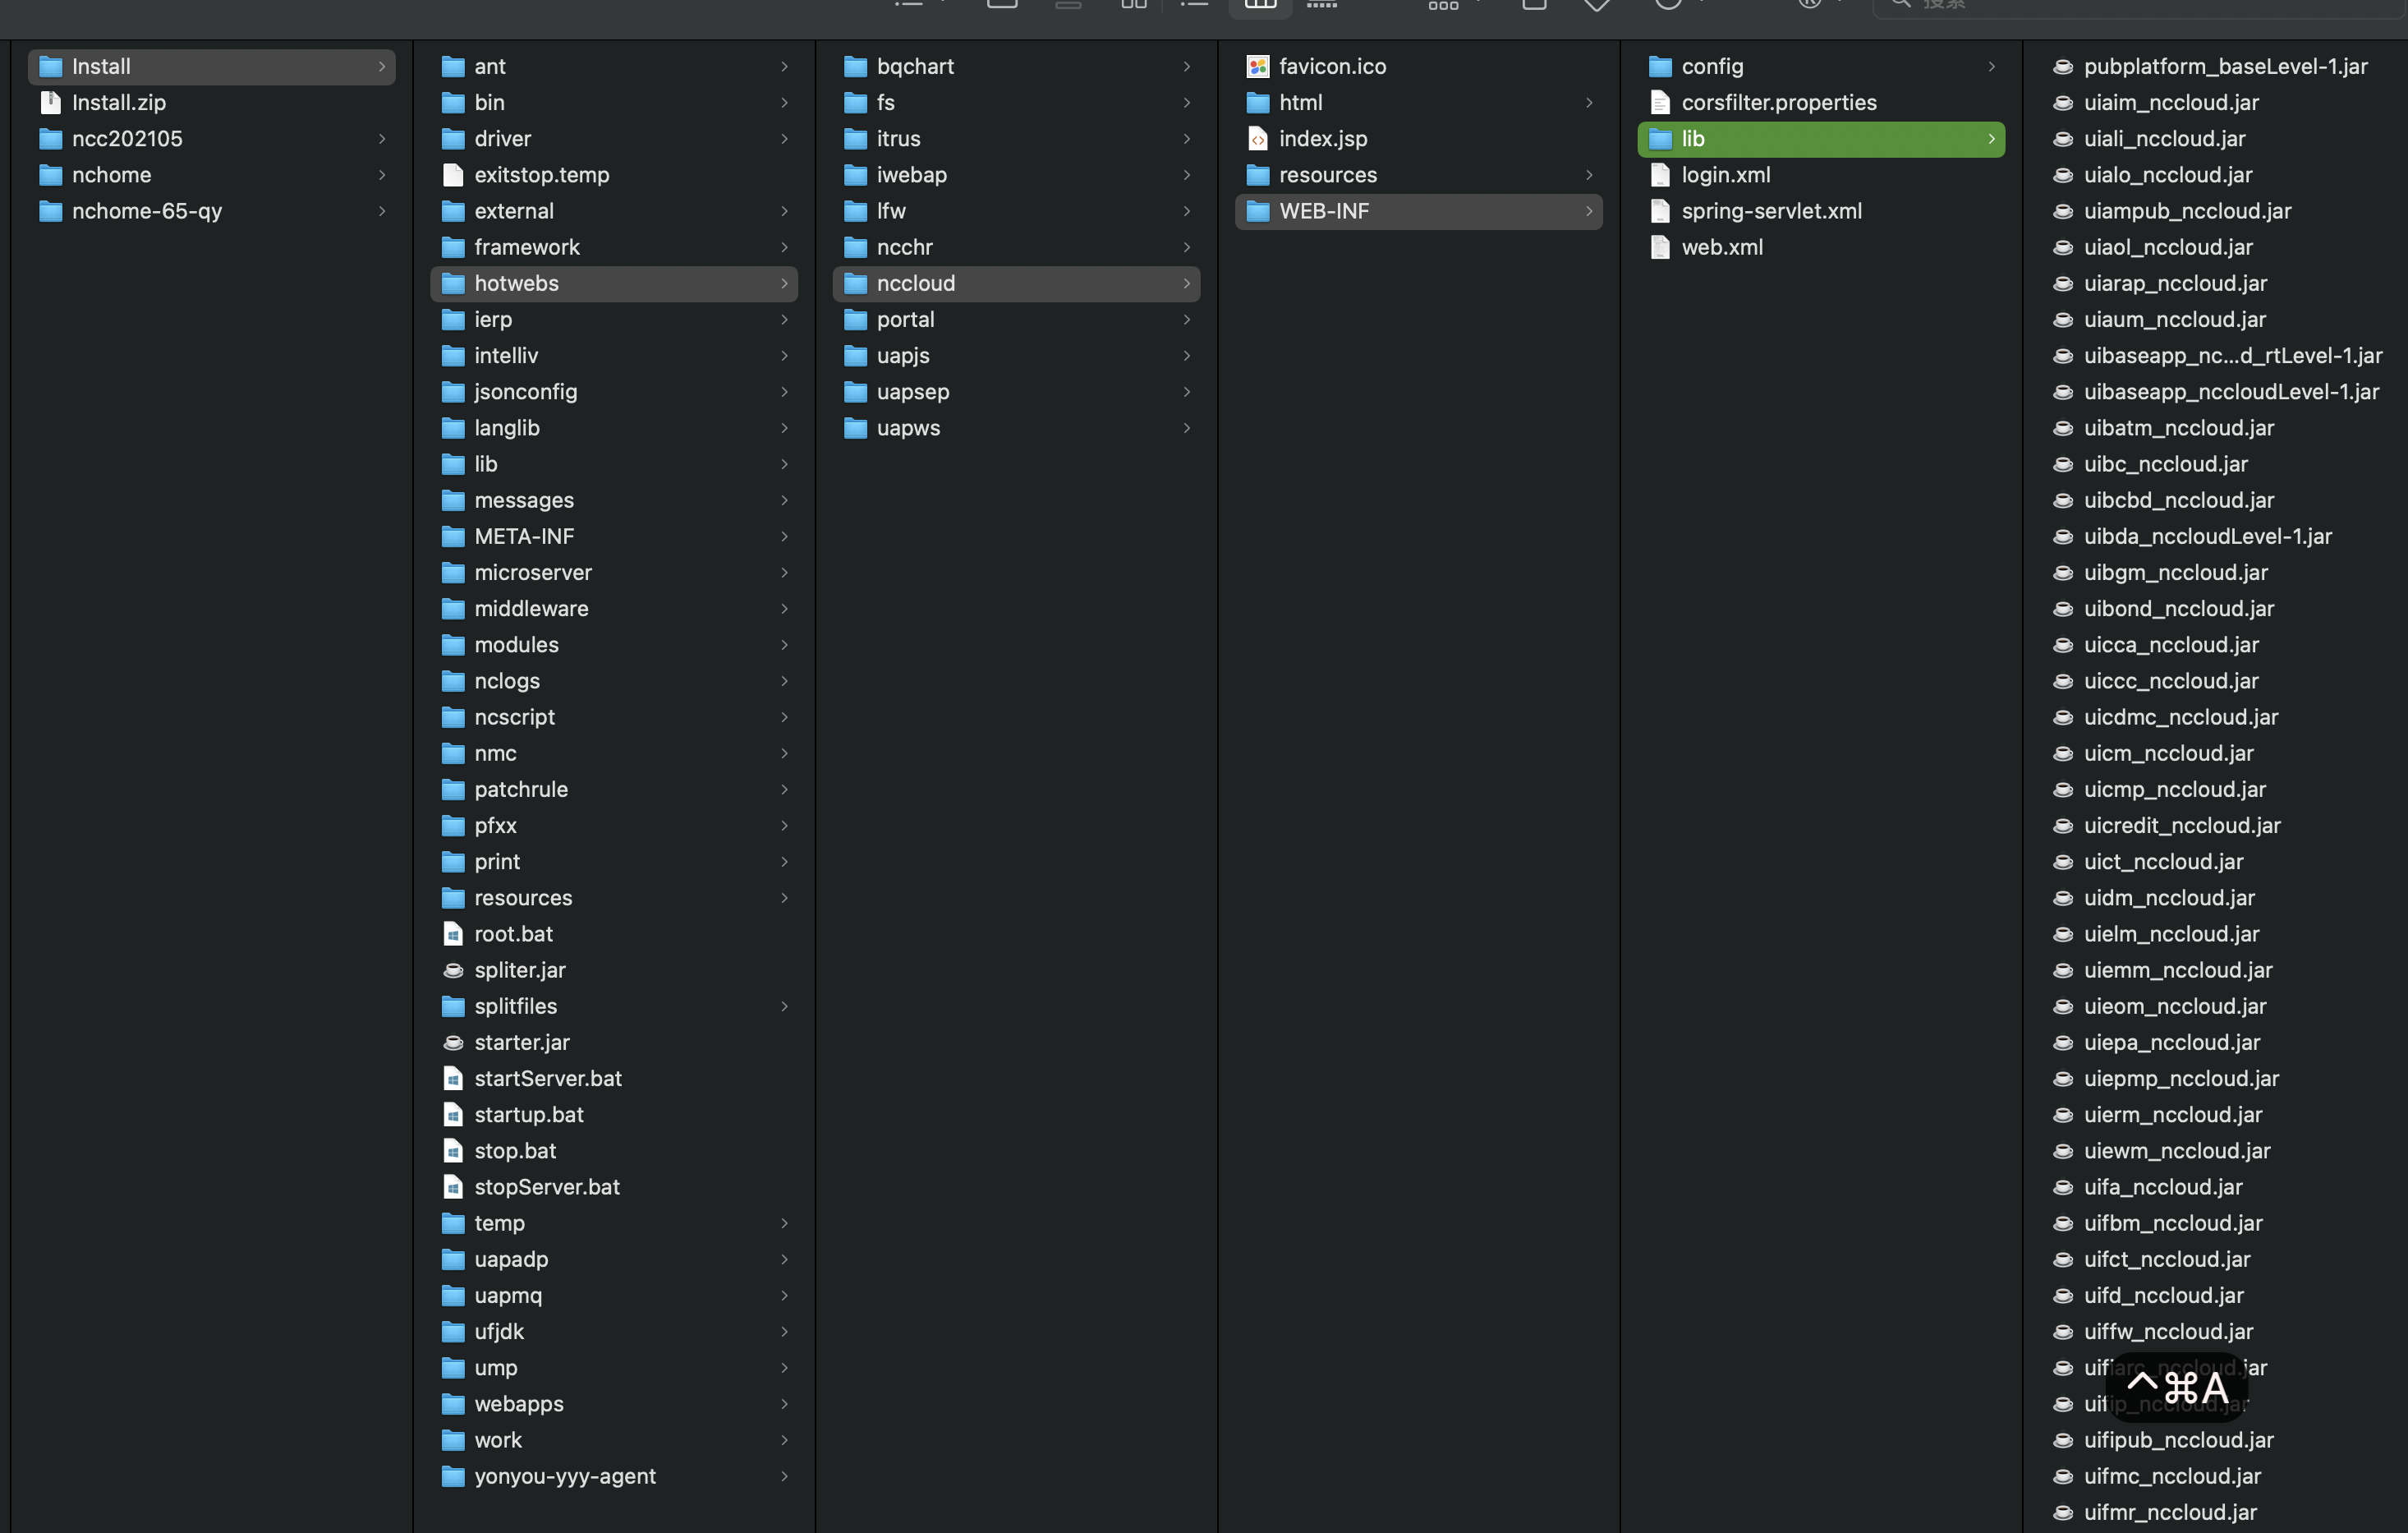 搜索
Install
Install.zip
ncc202105
nchome
nchome-65-qy
ant
bin
driver
exitstop.temp
external
framework
hotwebs
ierp
intelliv
jsonconfig
langlib
lib
messages
META-INF
microserver
middleware
modules
nclogs
ncscript
nmc
patchrule
pfxx
print
resources
root.bat
spliter.jar
splitfiles
starter.jar
startServer.bat
startup.bat
stop.bat
stopServer.bat
temp
uapadp
uapmq
ufjdk
ump
webapps
work
yonyou-yyy-agent
bqchart
fs
itrus
iwebap
lfw
ncchr
nccloud
portal
uapjs
uapsep
uapws
favicon.ico
html
index.jsp
resources
WEB-INF
config
corsfilter.properties
lib
login.xml
spring-servlet.xml
web.xml
pubplatform_baseLevel-1.jar
uiaim_nccloud.jar
uiali_nccloud.jar
uialo_nccloud.jar
uiampub_nccloud.jar
uiaol_nccloud.jar
uiarap_nccloud.jar
uiaum_nccloud.jar
uibaseapp_nc...d_rtLevel-1.jar
uibaseapp_nccloudLevel-1.jar
uibatm_nccloud.jar
uibc_nccloud.jar
uibcbd_nccloud.jar
uibda_nccloudLevel-1.jar
uibgm_nccloud.jar
uibond_nccloud.jar
uicca_nccloud.jar
uiccc_nccloud.jar
uicdmc_nccloud.jar
uicm_nccloud.jar
uicmp_nccloud.jar
uicredit_nccloud.jar
uict_nccloud.jar
uidm_nccloud.jar
uielm_nccloud.jar
uiemm_nccloud.jar
uieom_nccloud.jar
uiepa_nccloud.jar
uiepmp_nccloud.jar
uierm_nccloud.jar
uiewm_nccloud.jar
uifa_nccloud.jar
uifbm_nccloud.jar
uifct_nccloud.jar
uifd_nccloud.jar
uiffw_nccloud.jar
uifiarc_nccloud.jar
uifip_nccloud.jar
^⌘A
uifipub_nccloud.jar
uifmc_nccloud.jar
uifmr_nccloud.jar